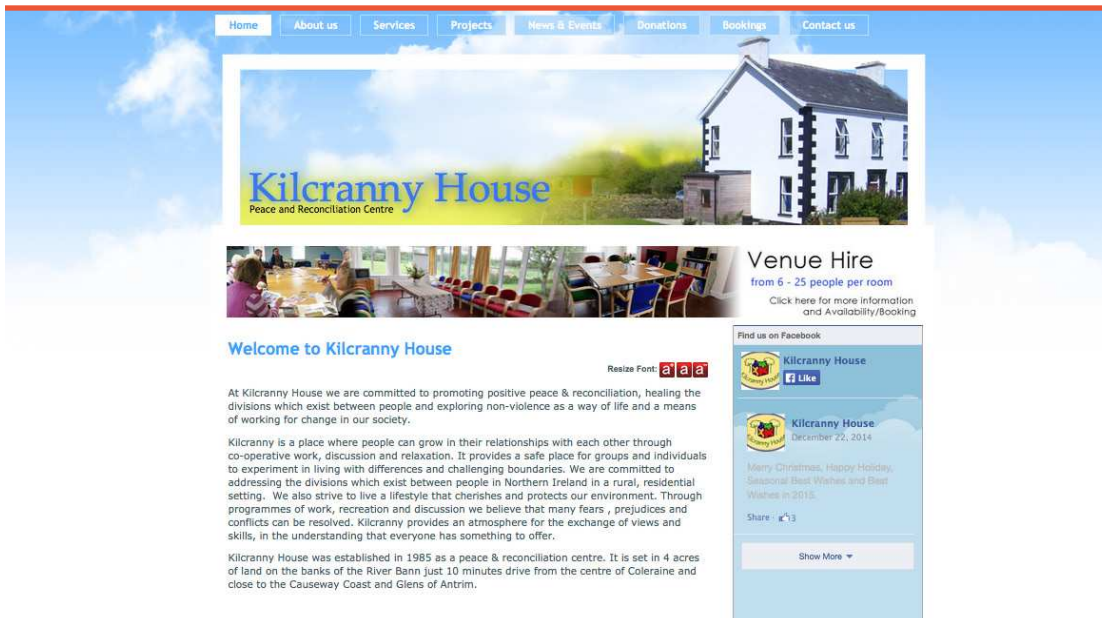 Home About us Services Projects News & Events Donations Bookings Contact us
Kilcranny House
Peace and Reconciliation Centre
Venue Hire
from 6 - 25 people per room
Click here for more information
and Availability/Booking
Welcome to Kilcranny House
Resize Font: a+ a a-
At Kilcranny House we are committed to promoting positive peace & reconciliation, healing the
divisions which exist between people and exploring non-violence as a way of life and a means
of working for change in our society.
Kilcranny is a place where people can grow in their relationships with each other through
co-operative work, discussion and relaxation. It provides a safe place for groups and individuals
to experiment in living with differences and challenging boundaries. We are committed to
addressing the divisions which exist between people in Northern Ireland in a rural, residential
setting. We also strive to live a lifestyle that cherishes and protects our environment. Through
programmes of work, recreation and discussion we believe that many fears , prejudices and
conflicts can be resolved. Kilcranny provides an atmosphere for the exchange of views and
skills, in the understanding that everyone has something to offer.
Kilcranny House was established in 1985 as a peace & reconciliation centre. It is set in 4 acres
of land on the banks of the River Bann just 10 minutes drive from the centre of Coleraine and
close to the Causeway Coast and Glens of Antrim.
Find us on Facebook
Kilcranny House
Like
Kilcranny House
Kilcranny House
December 22, 2014
Kilcranny House
Merry Christmas, Happy Holiday,
Seasonal Best Wishes and Best
Wishes in 2015.
Share · 3
Show More